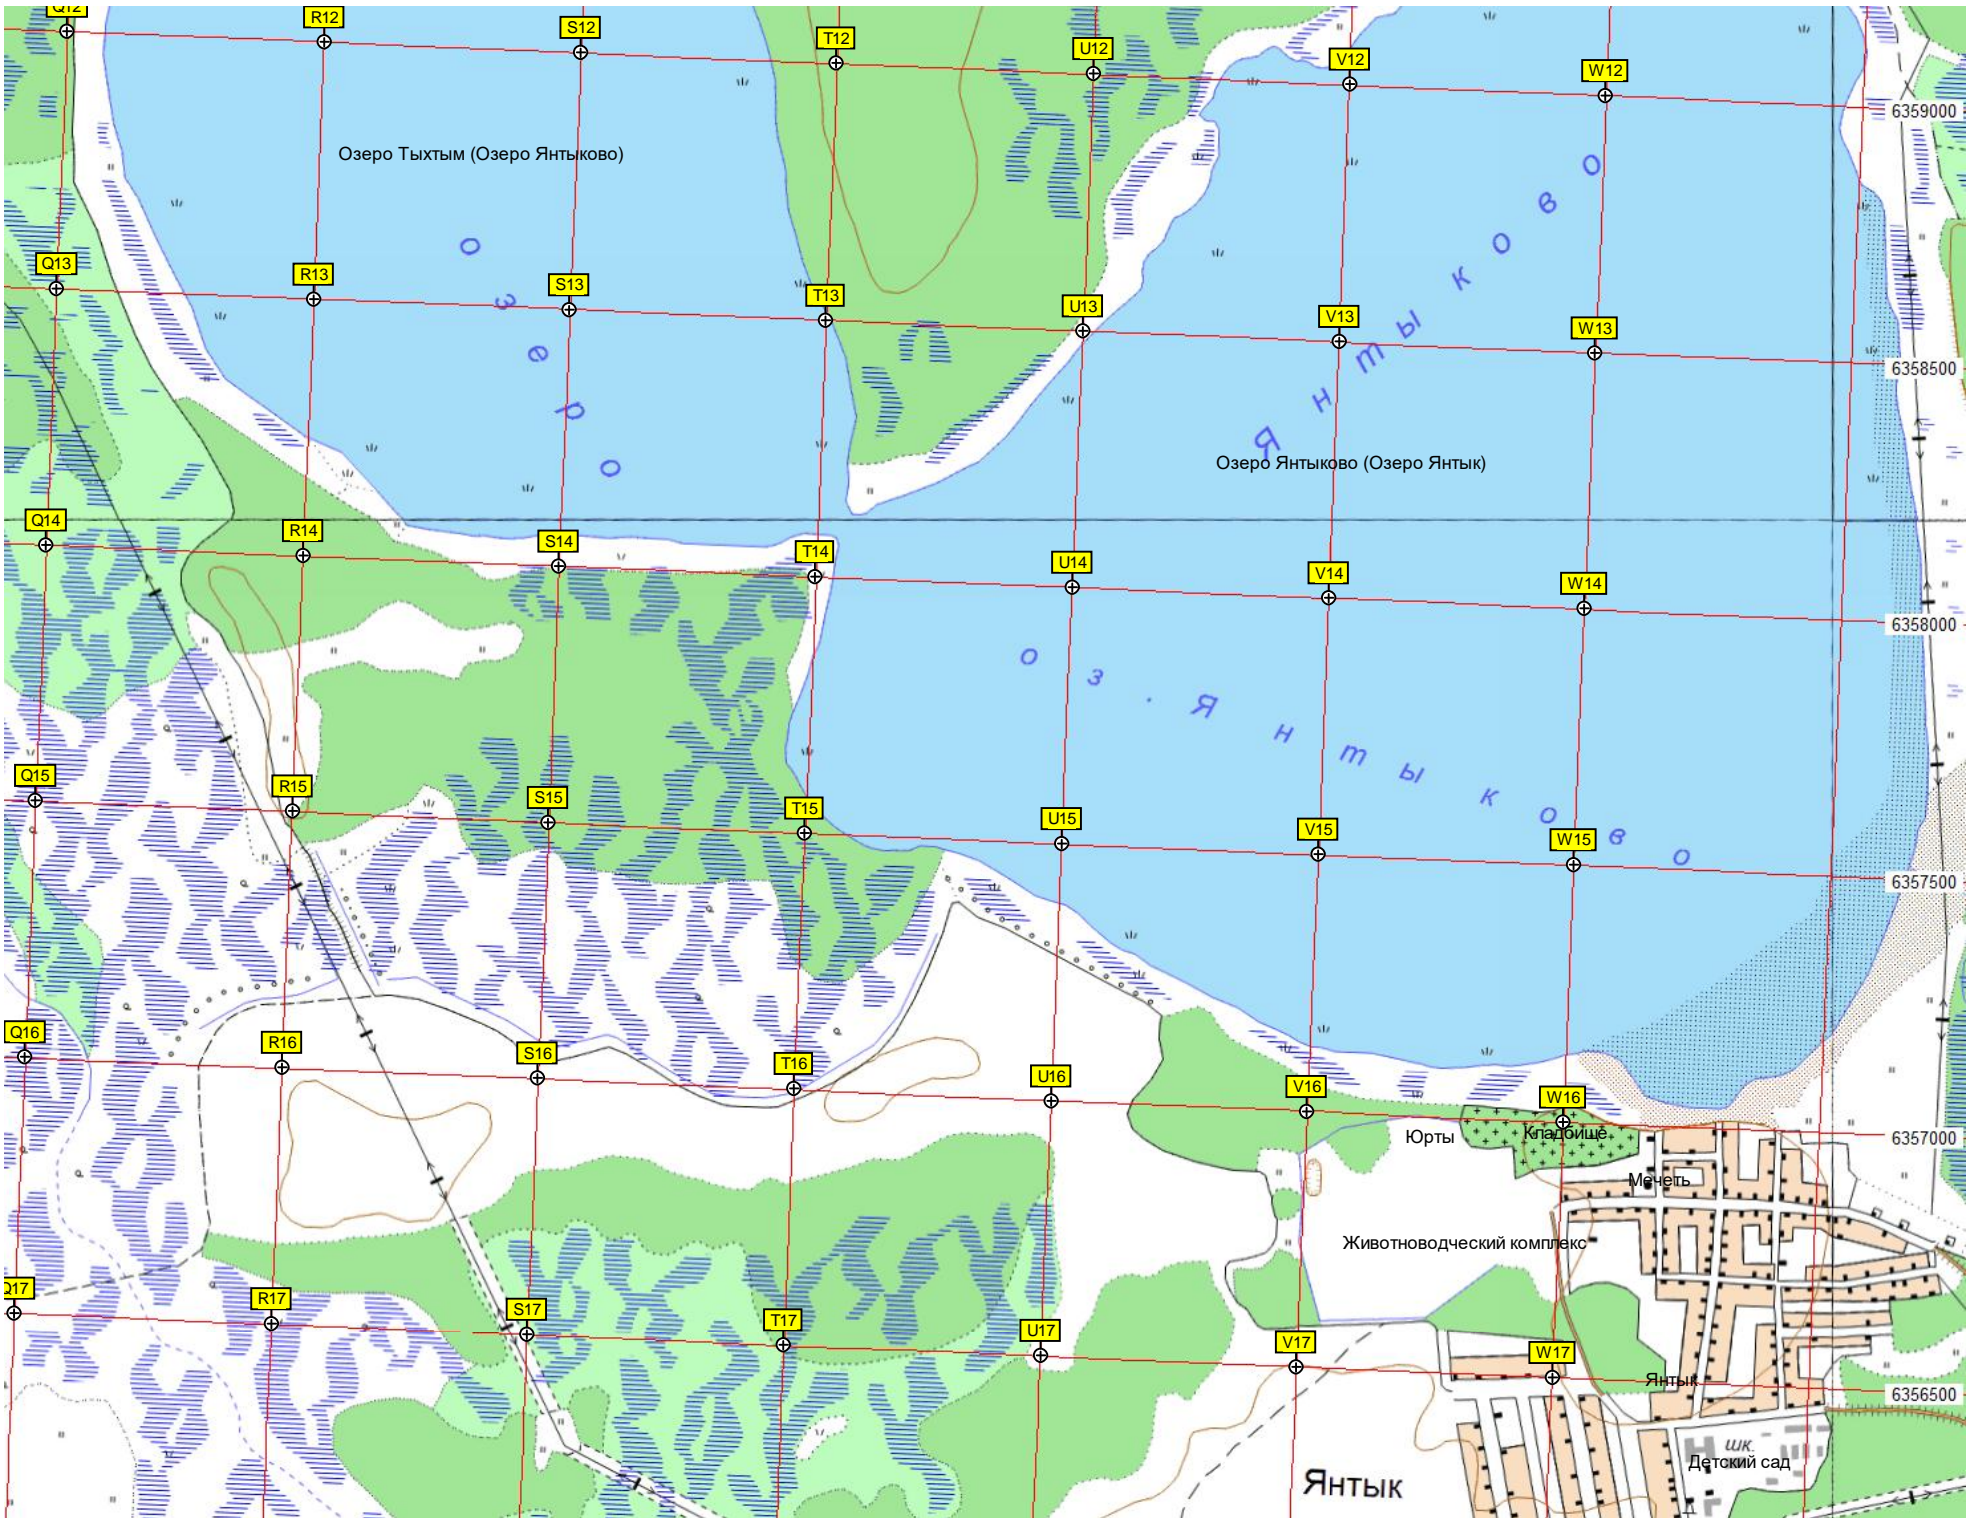 Q12
R12
S12
T12
U12
V12
W12
6359000
Озеро Тыхтым (Озеро Янтыково)
Q13
R13
S13
T13
U13
V13
W13
6358500
озеро
Янтыково
Озеро Янтыково (Озеро Янтык)
Q14
R14
S14
T14
U14
V14
W14
6358000
оз. Янтыково
Q15
R15
S15
T15
U15
V15
W15
6357500
Q16
R16
S16
T16
U16
V16
W16
6357000
Юрты
Кладбище
Мечеть
Животноводческий комплекс
Q17
R17
S17
T17
U17
V17
W17
Янтык
6356500
шк.
Детский сад
Янтык